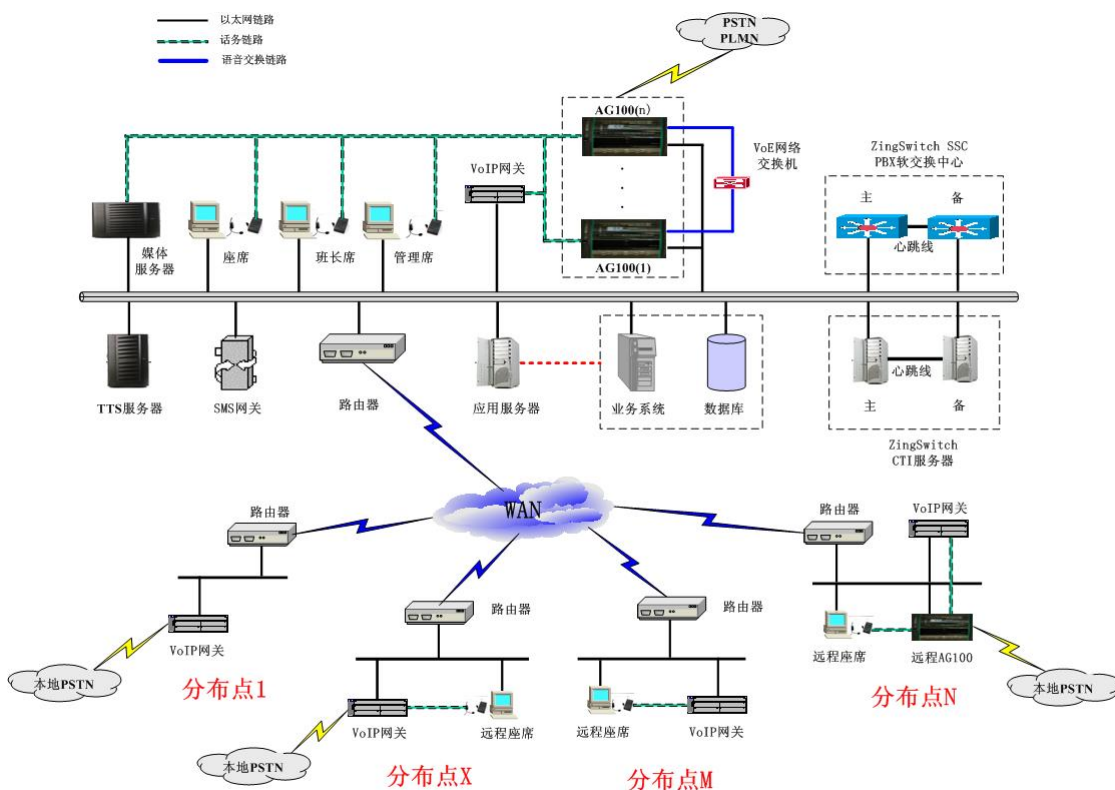 以太网链路
话务链路
语音交换链路
PSTN
PLMN
AG100(n)
VoE网络
交换机
ZingSwitch SSC
PBX软交换中心
VoIP网关
主
备
心跳线
媒体
服务器
座席
班长席
管理席
AG100(1)
TTS服务器
SMS网关
路由器
应用服务器
业务系统
数据库
心跳线
主
备
ZingSwitch
CTI服务器
WAN
路由器
VoIP网关
本地PSTN
分布点1
路由器
VoIP网关
远程座席
本地PSTN
分布点X
路由器
远程座席
VoIP网关
分布点M
路由器
VoIP网关
远程座席
远程AG100
本地PSTN
分布点N